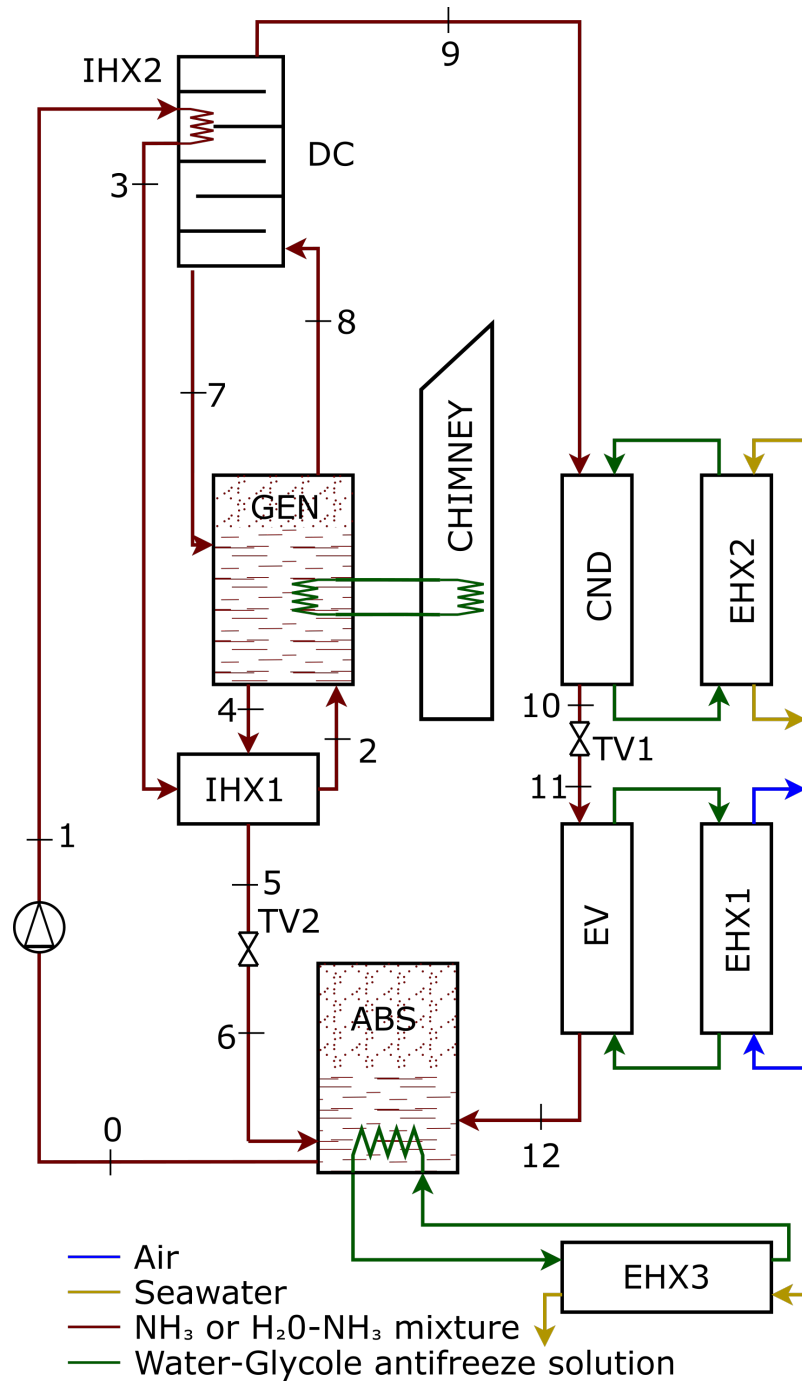 9
IHX2
DC
3
8
7
CHIMNEY
GEN
CND
EHX2
4
2
10
TV1
IHX1
11
1
5
TV2
EV
EHX1
ABS
6
0
12
Air
Seawater
NH₃ or H₂0-NH₃ mixture
Water-Glycole antifreeze solution
EHX3